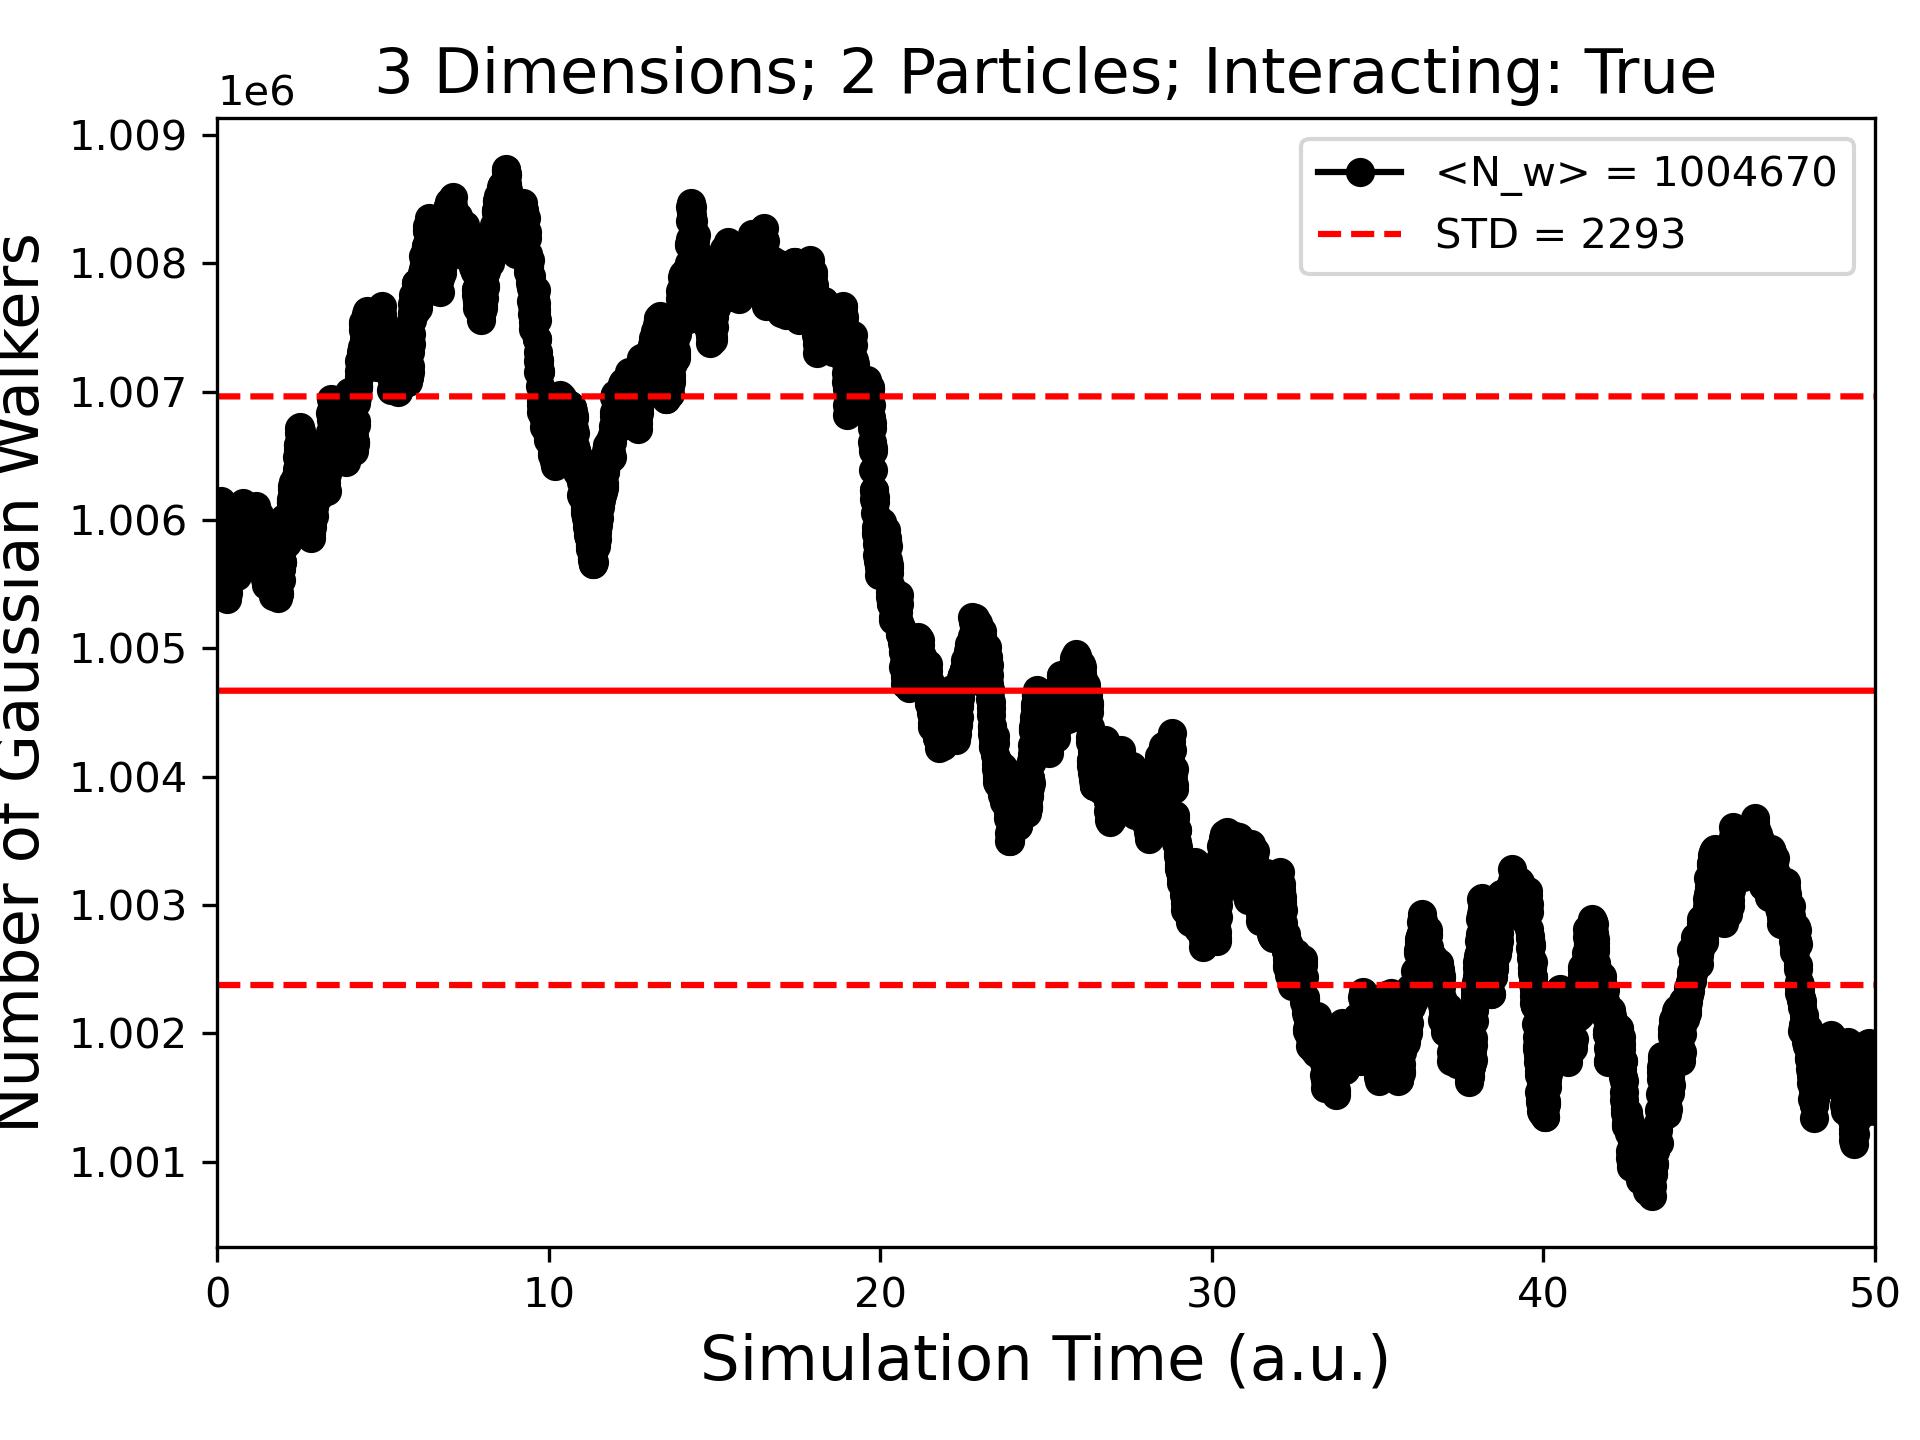 3 Dimensions; 2 Particles; Interacting: True
1e6
1.009
1.008
1.007
1.006
1.005
1.004
1.003
1.002
1.001
Number of Gaussian Walkers
<N_w> = 1004670
STD = 2293
0 10 20 30 40 50
Simulation Time (a.u.)